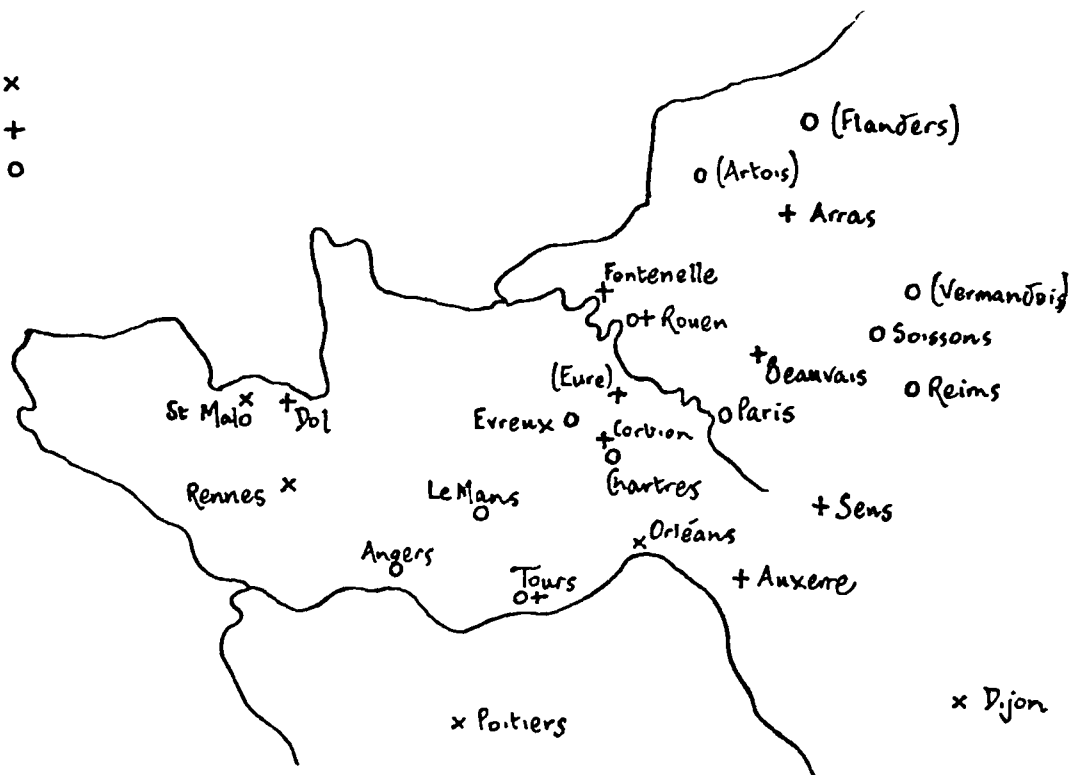 (Flanders)
(Artois)
Arras
Fontenelle
(Vermandois)
Rouen
Soissons
Beauvais
(Eure)
Reims
St Malo
Dol
Evreux
Paris
Corbion
Chartres
Rennes
Le Mans
Sens
Orléans
Angers
Tours
Auxerre
Dijon
Poitiers